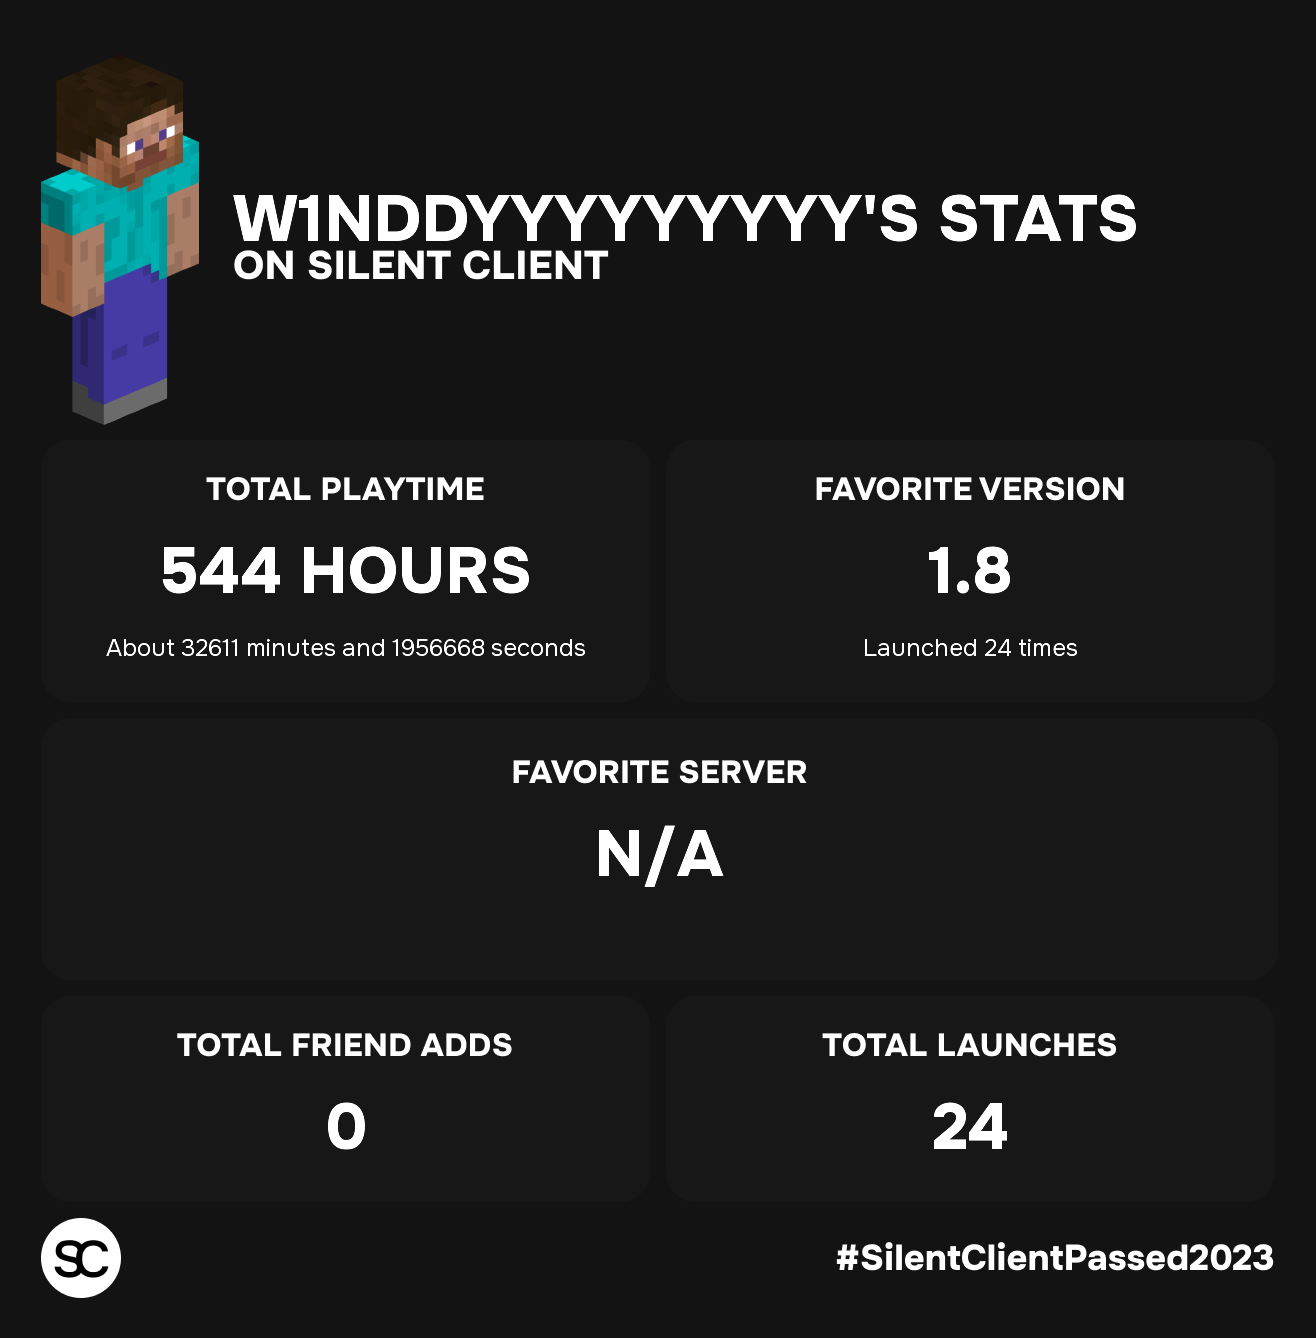 W1NDDYYYYYYYYY'S STATS
ON SILENT CLIENT
TOTAL PLAYTIME
544 HOURS
About 32611 minutes and 1956668 seconds
FAVORITE VERSION
1.8
Launched 24 times
FAVORITE SERVER
N/A
TOTAL FRIEND ADDS
0
TOTAL LAUNCHES
24
SC
#SilentClientPassed2023